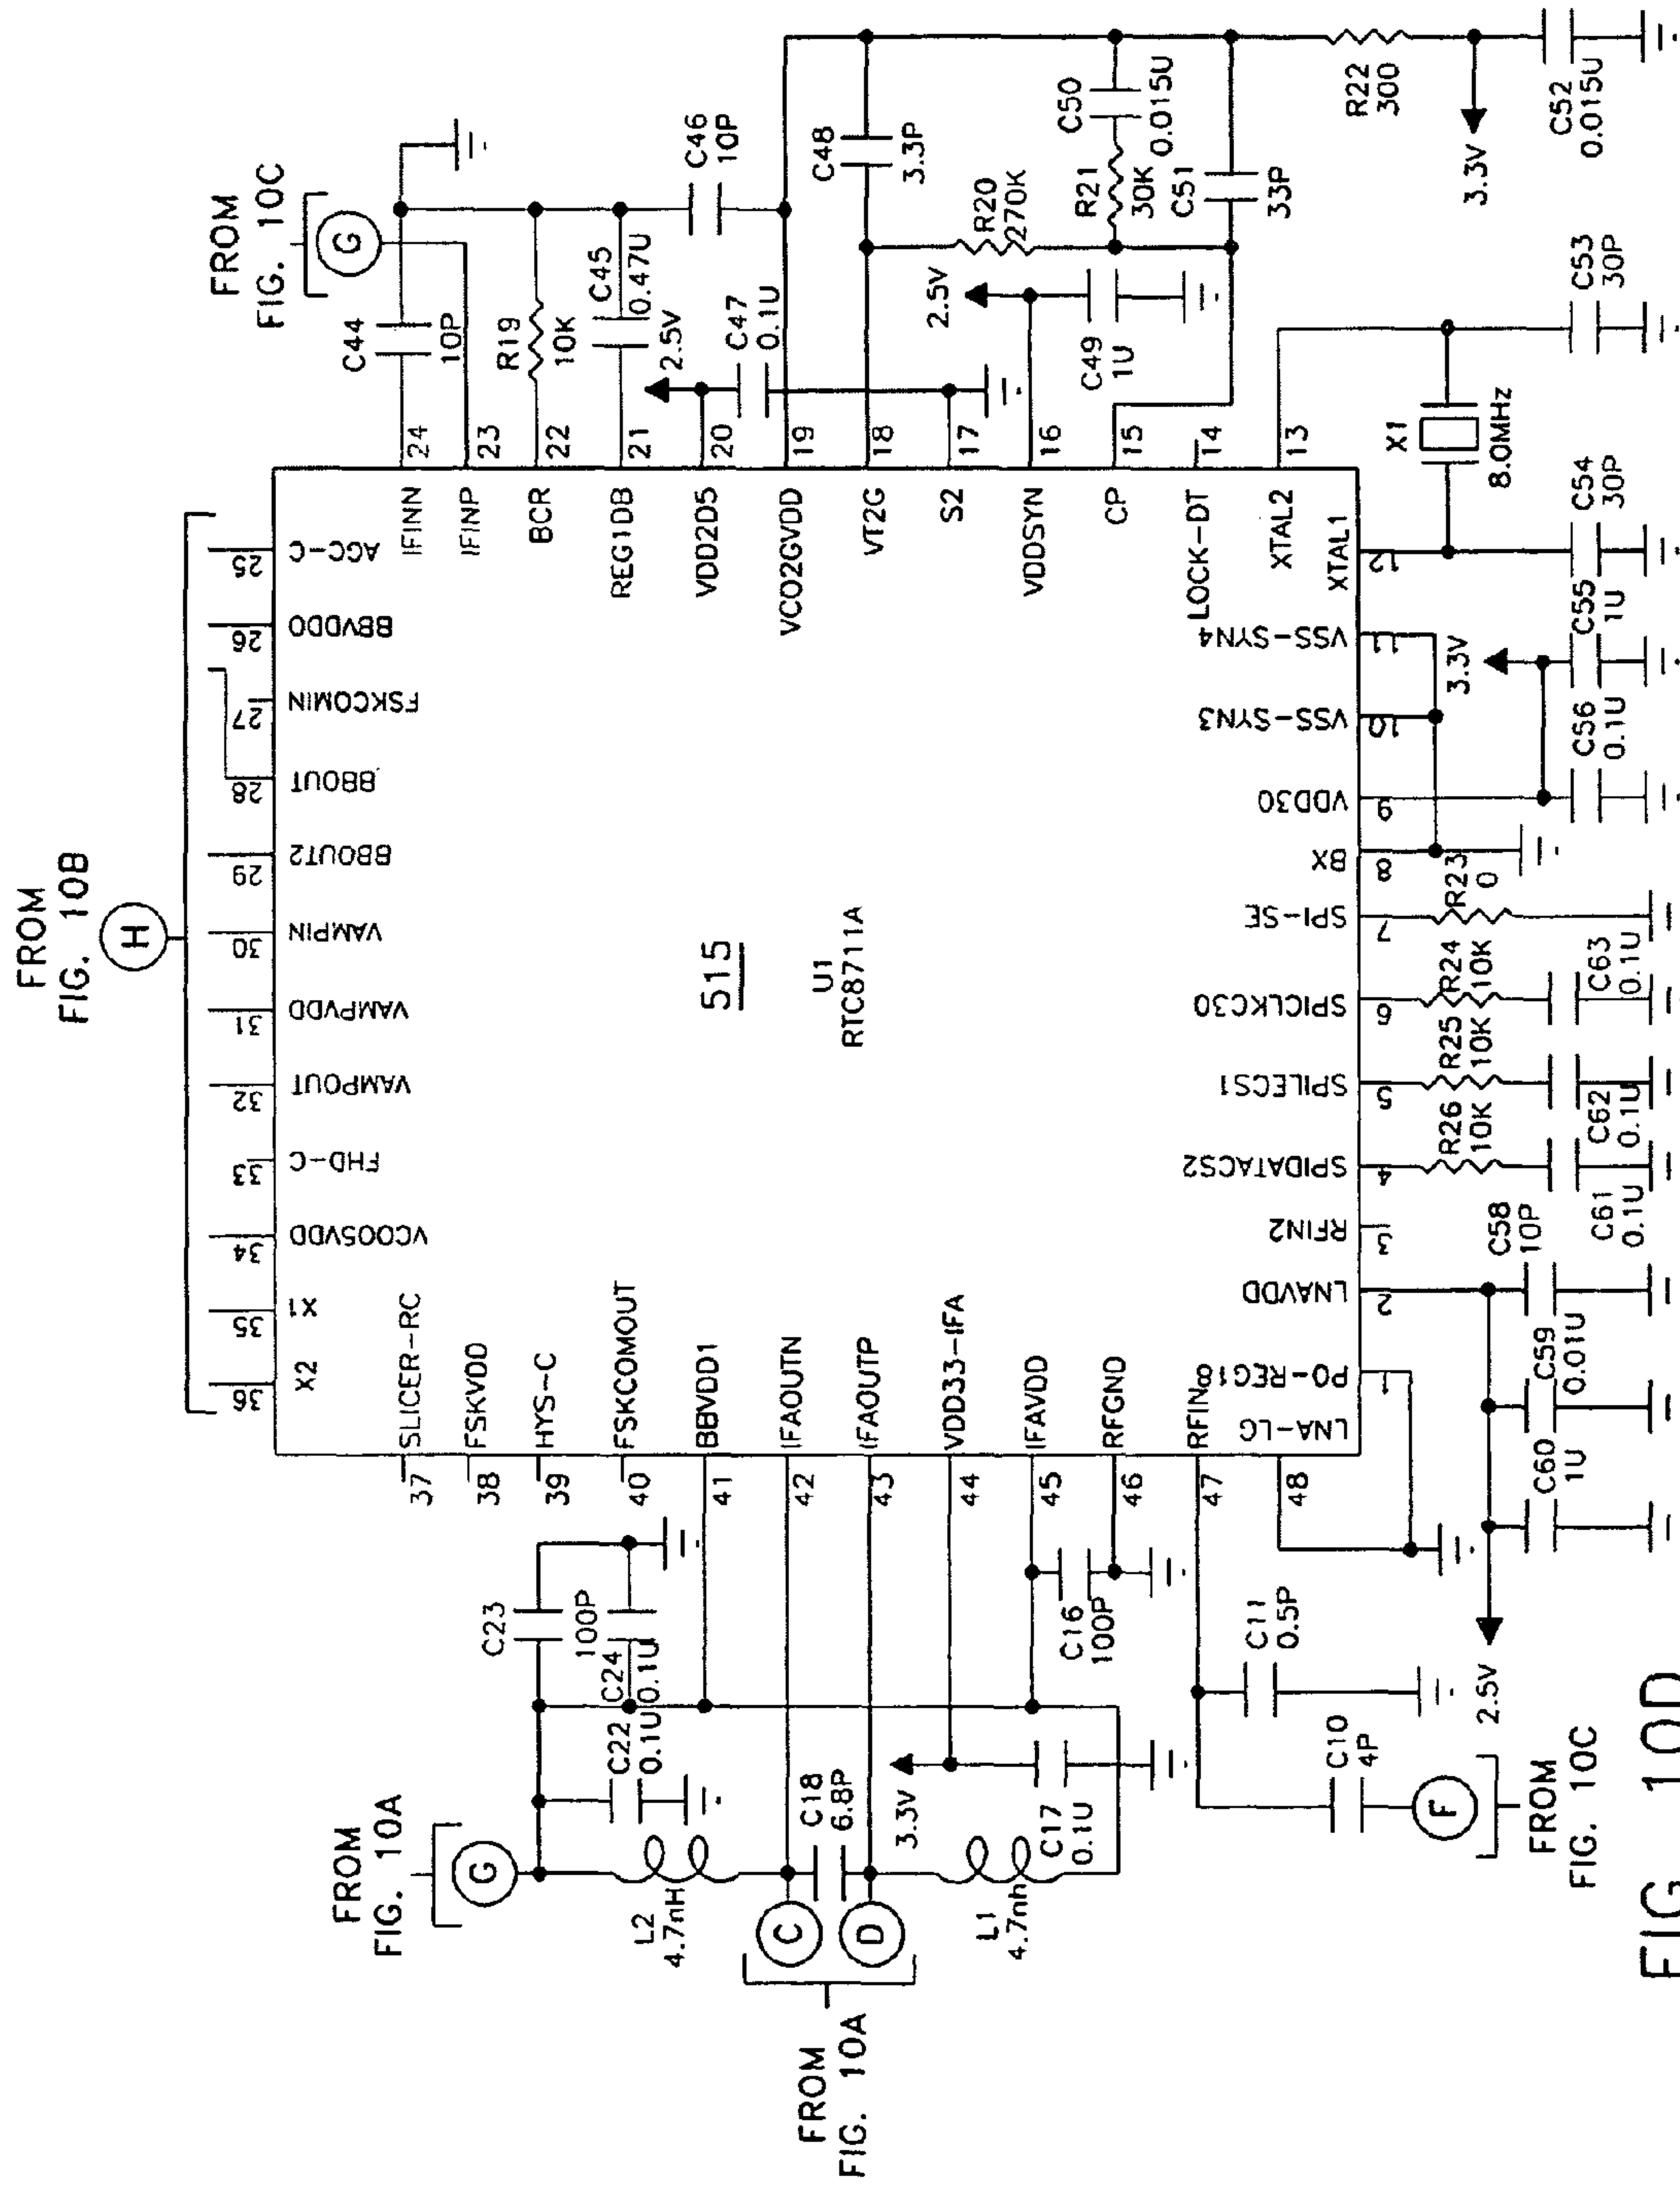 FROM
FIG. 10B
H
FROM
FIG. 10C
G
25
26
27
28
29
30
31
32
33
34
35
36
AGC-C
BBVDD0
FSKCOMIN
BBOUT
BBOUT2
VAMPIN
VAMPVDD
VAMPOUT
FHD-C
VCO05VDD
X1
X2
IFINN
24
IFINP
23
BCR
22
REG1DB
21
VDD2D5
20
VCO2GVDD
19
VT2G
18
S2
17
VDDSYN
16
CP
15
LOCK-DT
14
XTAL2
13
XTAL1
12
VSS-SYN4
11
VSS-SYN3
10
VDD30
9
BX
8
SPI-SE
7
SPICLKC30
6
SPILECS1
5
SPIDATACS2
4
RFIN2
3
LNAVDD
2
PO-REG18
1
SLICER-RC
37
FSKVDD
38
HYS-C
39
FSKCOMOUT
40
BBVDD1
41
IFAOUTN
42
IFAOUTP
43
VDD33-IFA
44
IFAVDD
45
RFGND
46
RFIN
47
LNA-LG
48
515
U1
RTC8711A
C44
10P
R19
10K
C45
0.47U
2.5V
C47
0.1U
C46
10P
C48
3.3P
R20
270K
2.5V
C49
1U
R21
30K
C50
0.015U
C51
33P
R22
300
3.3V
C52
0.015U
C53
30P
X1
8.0MHz
C54
30P
C55
1U
3.3V
C56
0.1U
R23
0
R24
10K
C63
0.1U
R25
10K
C62
0.1U
R26
10K
C61
0.1U
C58
10P
C59
0.01U
C60
1U
2.5V
C23
100P
C24
0.1U
C22
0.1U
FROM
FIG. 10A
G
L2
4.7nH
C18
6.8P
C
D
FROM
FIG. 10A
3.3V
L1
4.7nh
C17
0.1U
C16
100P
C11
0.5P
C10
4P
F
FROM
FIG. 10C
FIG. 10D